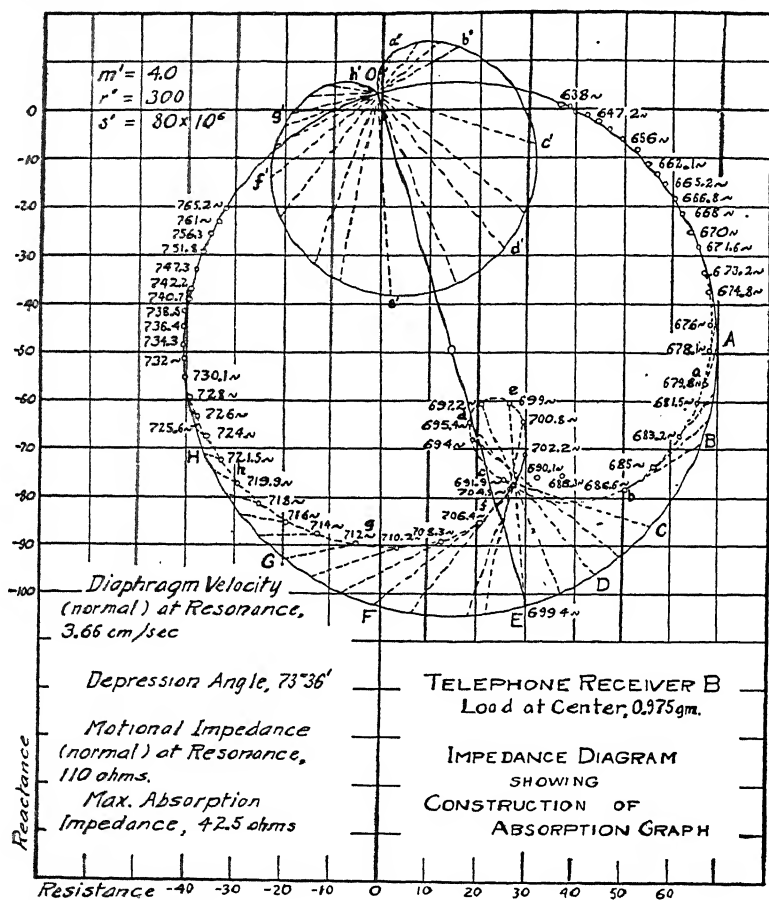 m' = 4.0
r' = 300
s' = 80 x 10⁶
a"
b"
h'
O
g'
f'
c'
d'
e'
0
-10
-20
-30
-40
-50
-60
-70
-80
-90
-100
638~
647.2~
656~
662.1~
665.2~
666.8~
668~
670~
671.6~
673.2~
674.8~
676~
A
678.1~
a
679.8~
681.5~
B
683.2~
685~
b
686.6~
690.1~
C
D
E
699.4~
F
G
H
h
g
f
e
d
c
765.2~
761~
756.3
751.8
747.3
742.2
740.7
738.5
736.4
734.3
732~
730.1~
728~
726~
725.6
724~
721.5~
719.9~
718~
716~
714~
712~
710.2~
708.3~
706.4
691.9
694~
695.4
692.2
699~
700.8~
702.2~
Diaphragm Velocity
(normal) at Resonance,
3.66 cm/sec
Depression Angle, 73°36'
Motional Impedance
(normal) at Resonance,
110 ohms.
Max. Absorption
Impedance, 42.5 ohms
TELEPHONE RECEIVER B
Load at Center, 0.975 gm.
IMPEDANCE DIAGRAM
SHOWING
CONSTRUCTION OF
ABSORPTION GRAPH
Reactance
Resistance -40 -30 -20 -10 0 10 20 30 40 50 60